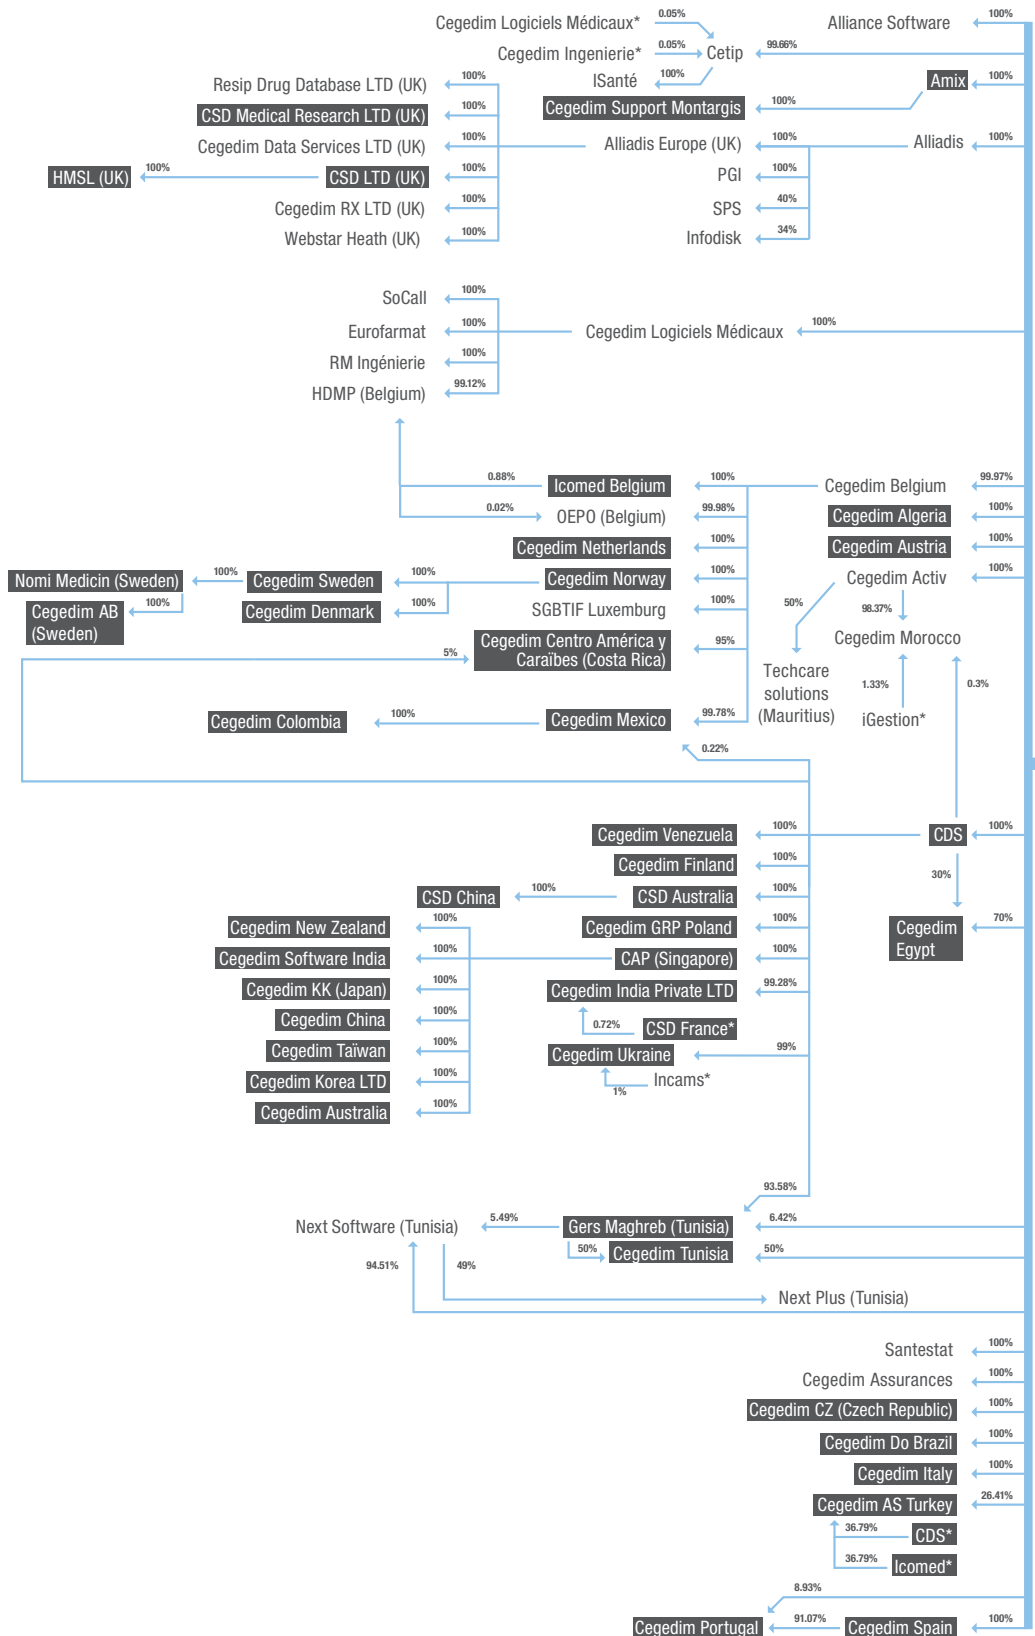 Cegedim Logiciels Médicaux* 0.05% Alliance Software 100%
Cegedim Ingenierie* 0.05% Cetip 99.66%
ISanté 100%
Resip Drug Database LTD (UK) 100% Amix 100%
CSD Medical Research LTD (UK) 100% Cegedim Support Montargis 100%
Cegedim Data Services LTD (UK) 100% Alliadis Europe (UK) 100% Alliadis 100%
HMSL (UK) 100% CSD LTD (UK) 100% PGI 100%
Cegedim RX LTD (UK) 100% SPS 40%
Webstar Heath (UK) 100% Infodisk 34%
SoCall 100%
Eurofarmat 100% Cegedim Logiciels Médicaux 100%
RM Ingénierie 100%
HDMP (Belgium) 99.12%
0.88% Icomed Belgium 100% Cegedim Belgium 99.97%
0.02% OEPO (Belgium) 99.98% Cegedim Algeria 100%
Cegedim Netherlands 100% Cegedim Austria 100%
Nomi Medicin (Sweden) 100% Cegedim Sweden 100% Cegedim Norway 100% Cegedim Activ 100%
Cegedim AB 100% Cegedim Denmark 100% SGBTIF Luxemburg 100% 50% 98.37%
(Sweden)
5% Cegedim Centro América y 95% Cegedim Morocco
Caraïbes (Costa Rica)
Techcare 1.33% 0.3%
solutions
(Mauritius) iGestion*
Cegedim Colombia 100% Cegedim Mexico 99.78%
0.22%
Cegedim Venezuela 100% CDS 100%
Cegedim Finland 100% 30%
CSD China 100% CSD Australia 100%
Cegedim New Zealand 100% Cegedim GRP Poland 100% Cegedim 70%
Egypt
Cegedim Software India 100% CAP (Singapore) 100%
Cegedim KK (Japan) 100% Cegedim India Private LTD 99.28%
Cegedim China 100% 0.72% CSD France*
Cegedim Taïwan 100% Cegedim Ukraine 99%
Cegedim Korea LTD 100% 1% Incams*
Cegedim Australia 100%
93.58%
Next Software (Tunisia) 5.49% Gers Maghreb (Tunisia) 6.42%
94.51% 49% 50% Cegedim Tunisia 50%
Next Plus (Tunisia)
Santestat 100%
Cegedim Assurances 100%
Cegedim CZ (Czech Republic) 100%
Cegedim Do Brazil 100%
Cegedim Italy 100%
Cegedim AS Turkey 26.41%
36.79% CDS*
36.79% Icomed*
8.93%
Cegedim Portugal 91.07% Cegedim Spain 100%